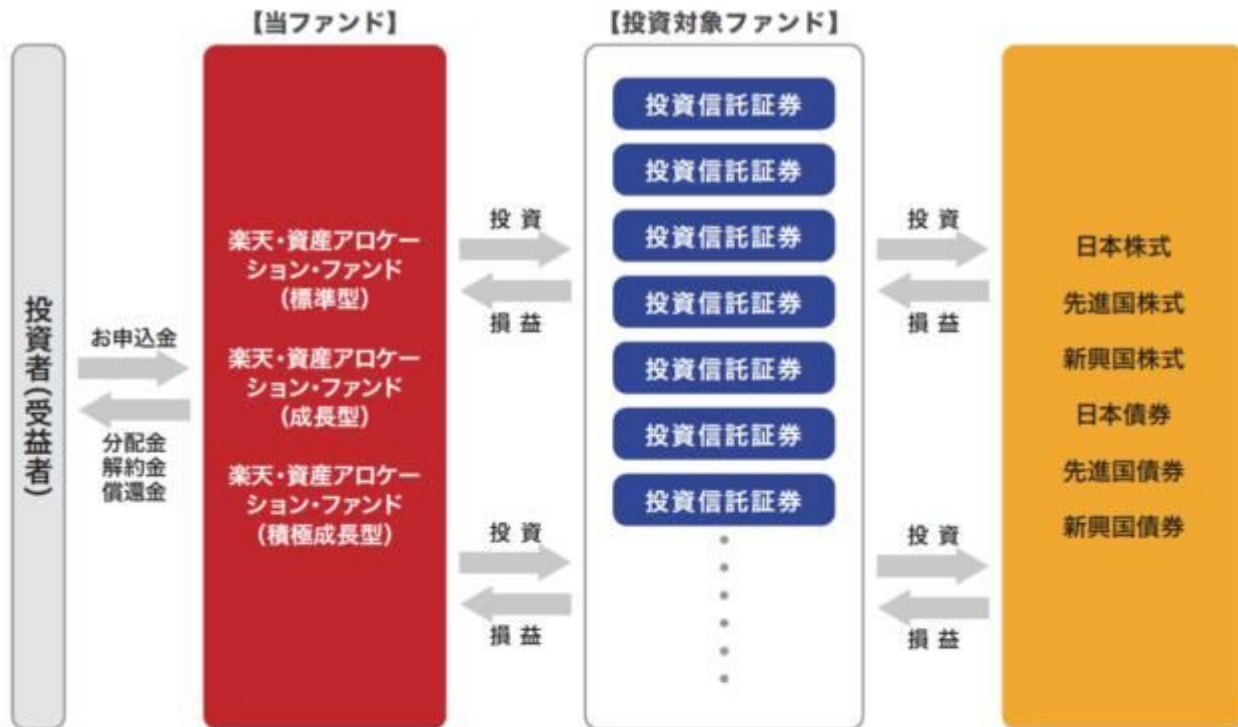 【当ファンド】
【投資対象ファンド】
投資者(受益者)
お申込金
分配金
解約金
償還金
楽天・資産アロケー
ション・ファンド
(標準型)
楽天・資産アロケー
ション・ファンド
(成長型)
楽天・資産アロケー
ション・ファンド
(積極成長型)
投資
損益
投資
損益
投資信託証券
投資信託証券
投資信託証券
投資信託証券
投資信託証券
投資信託証券
投資信託証券
投資
損益
投資
損益
日本株式
先進国株式
新興国株式
日本債券
先進国債券
新興国債券